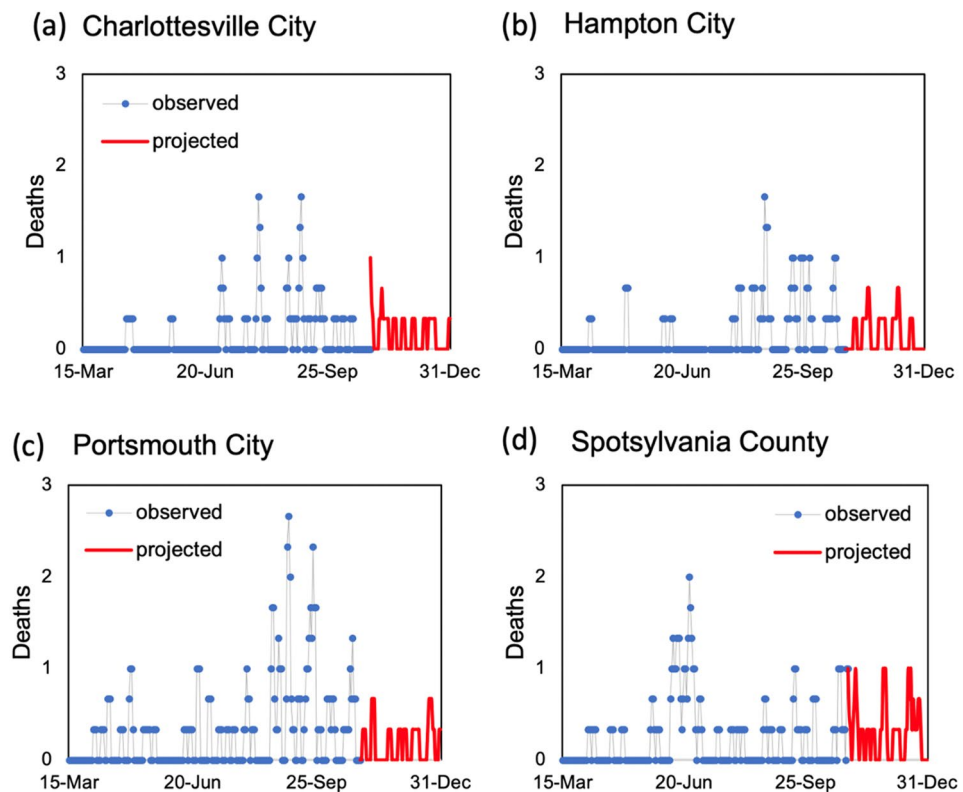 (a) Charlottesville City
3
observed
projected
2
Deaths
1
0
15-Mar 20-Jun 25-Sep 31-Dec
(b) Hampton City
3
2
Deaths
1
0
15-Mar 20-Jun 25-Sep 31-Dec
(c) Portsmouth City
3
observed
projected
2
Deaths
1
0
15-Mar 20-Jun 25-Sep 31-Dec
(d) Spotsylvania County
3
observed
projected
2
Deaths
1
0
15-Mar 20-Jun 25-Sep 31-Dec